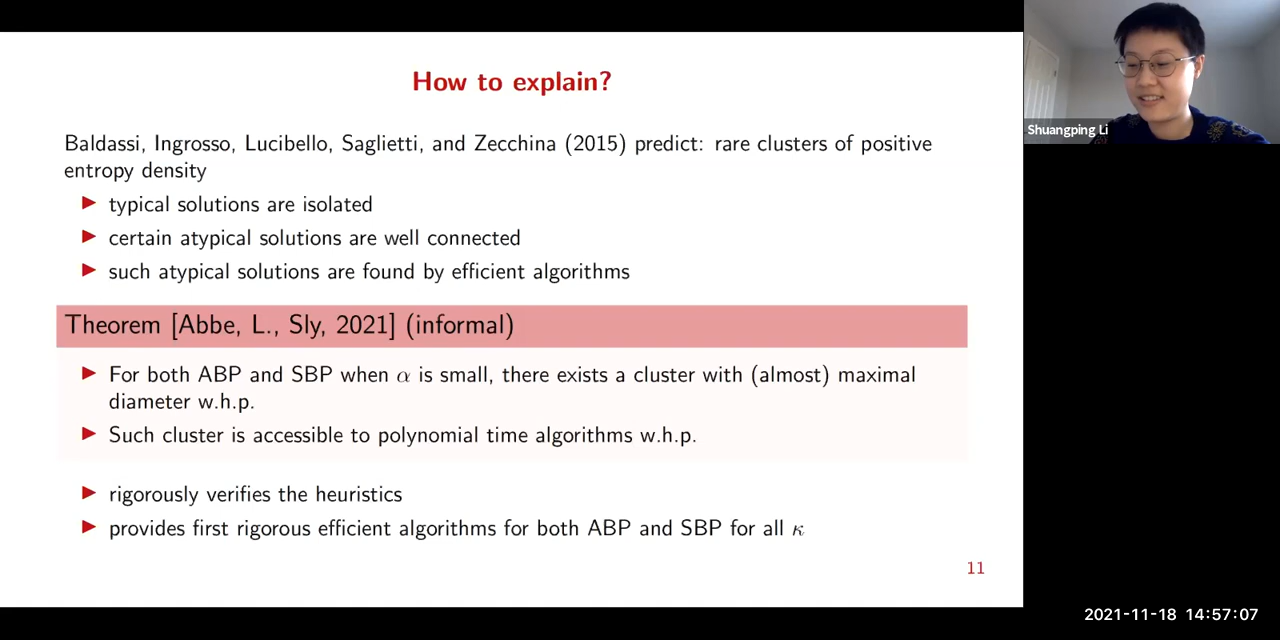 How to explain?
Baldassi, Ingrosso, Lucibello, Saglietti, and Zecchina (2015) predict: rare clusters of positive
entropy density
▶ typical solutions are isolated
▶ certain atypical solutions are well connected
▶ such atypical solutions are found by efficient algorithms
Theorem [Abbe, L., Sly, 2021] (informal)
▶ For both ABP and SBP when α is small, there exists a cluster with (almost) maximal
diameter w.h.p.
▶ Such cluster is accessible to polynomial time algorithms w.h.p.
▶ rigorously verifies the heuristics
▶ provides first rigorous efficient algorithms for both ABP and SBP for all κ
11
Shuangping Li
2021-11-18 14:57:07